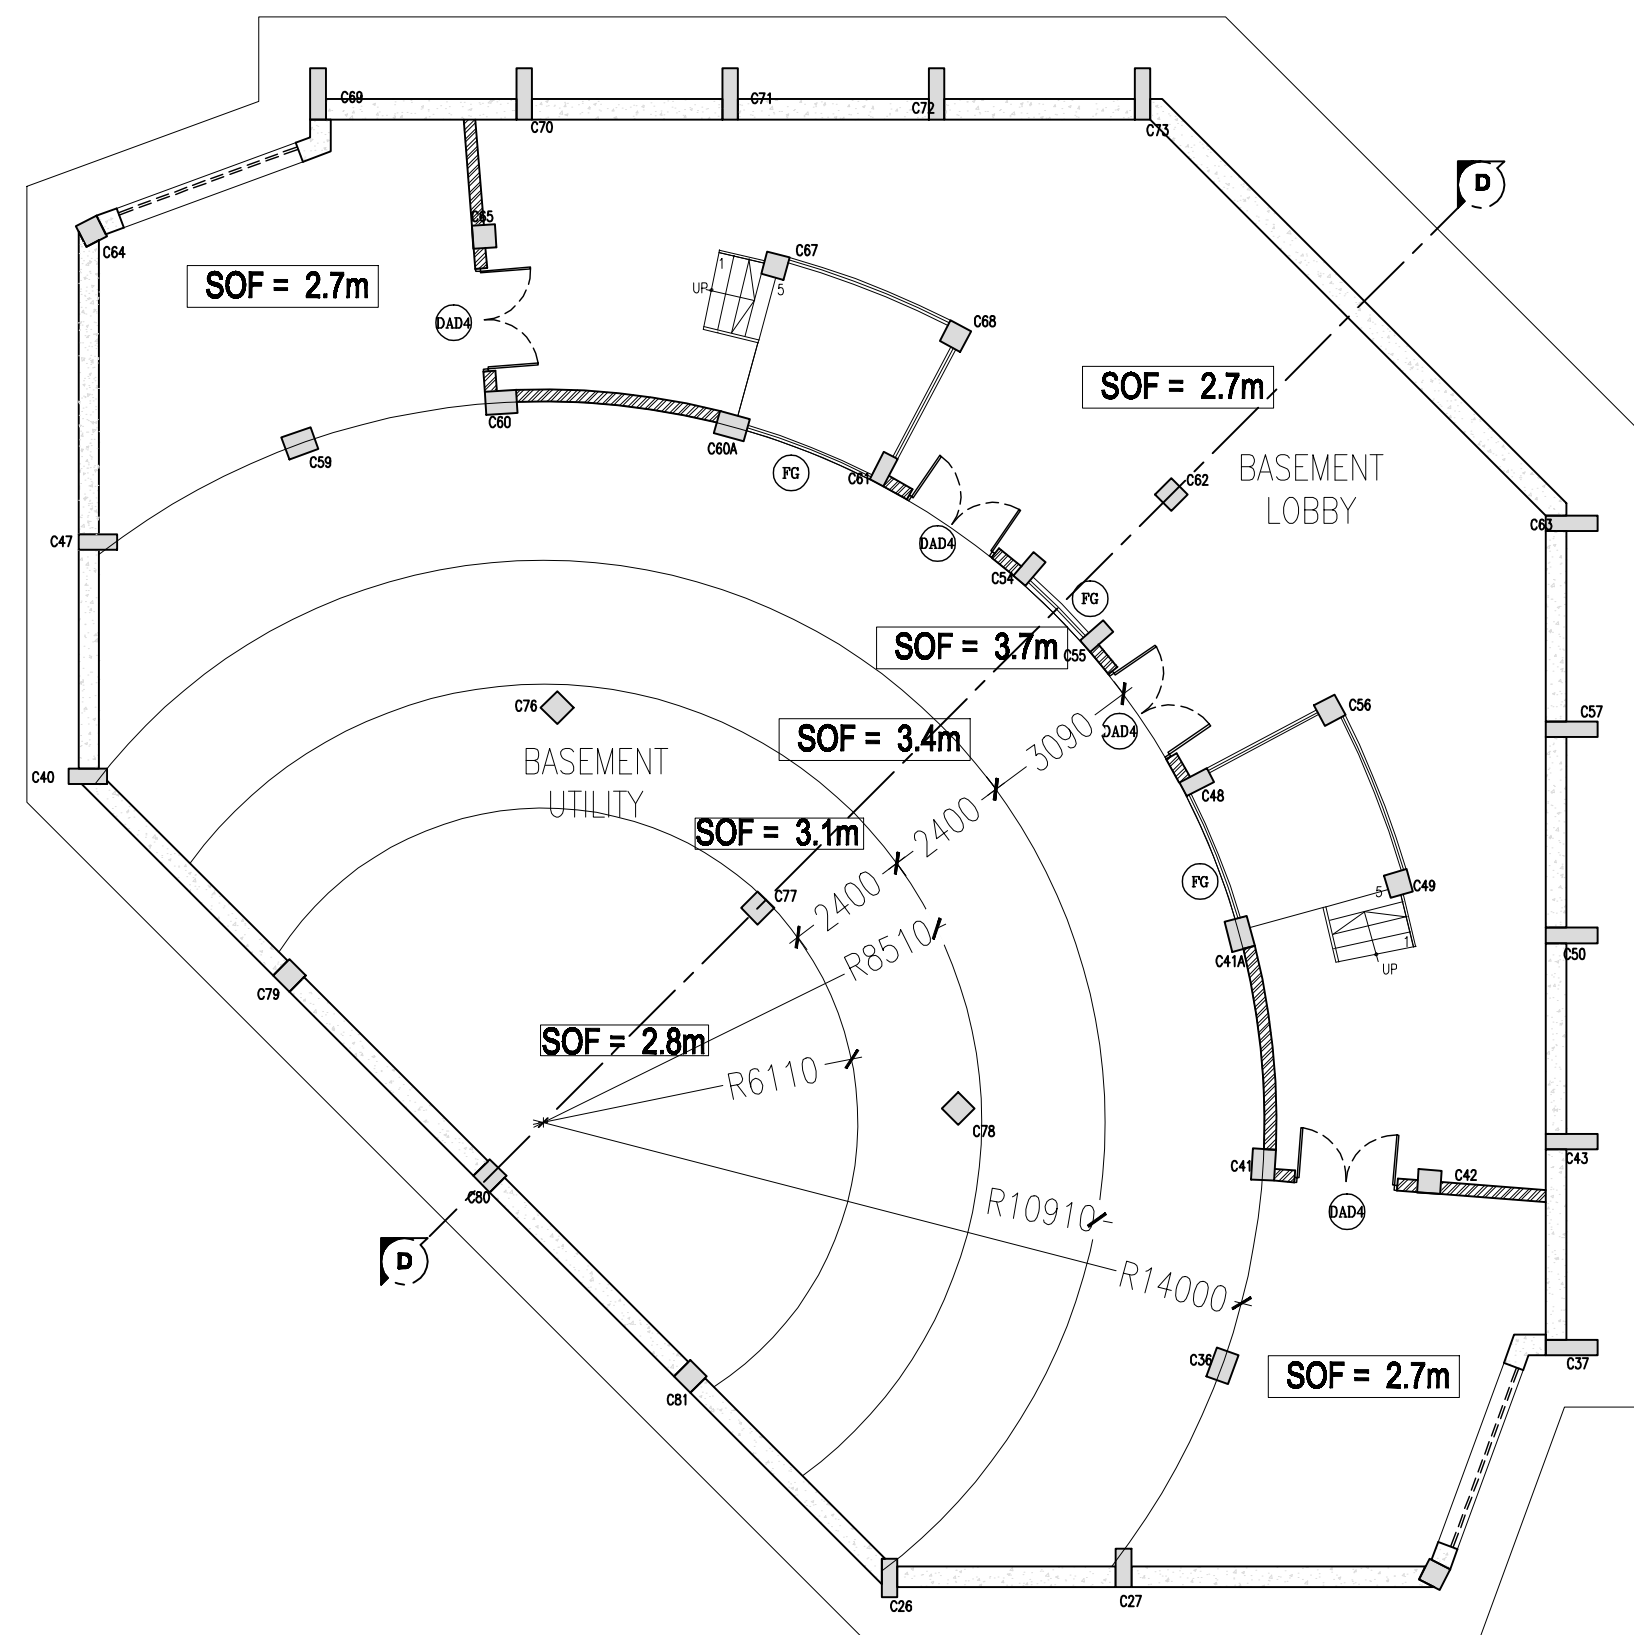 C69
C71
C72
C70
C73
D
C65
C64
C67
SOF = 2.7m
1
UP
5
DAD4
C68
SOF = 2.7m
C60
C60A
C59
FG
C61
BASEMENT
LOBBY
C62
C63
C47
DAD4
C54
FG
SOF = 3.7m
C55
C76
C56
C57
DAD4
SOF = 3.4m
3090
BASEMENT
UTILITY
C40
C48
2400
SOF = 3.1m
FG
C49
5
2400
C77
1
R8510
C41A
C50
UP
C79
SOF = 2.8m
R6110
C78
C41
C43
C42
C80
R10910
DAD4
D
R14000
C36
C37
SOF = 2.7m
C81
C26
C27